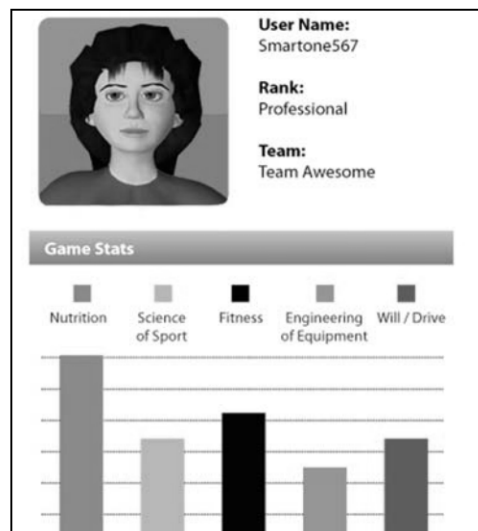 User Name:
Smartone567
Rank:
Professional
Team:
Team Awesome
Game Stats
Nutrition
Science
of Sport
Fitness
Engineering
of Equipment
Will / Drive